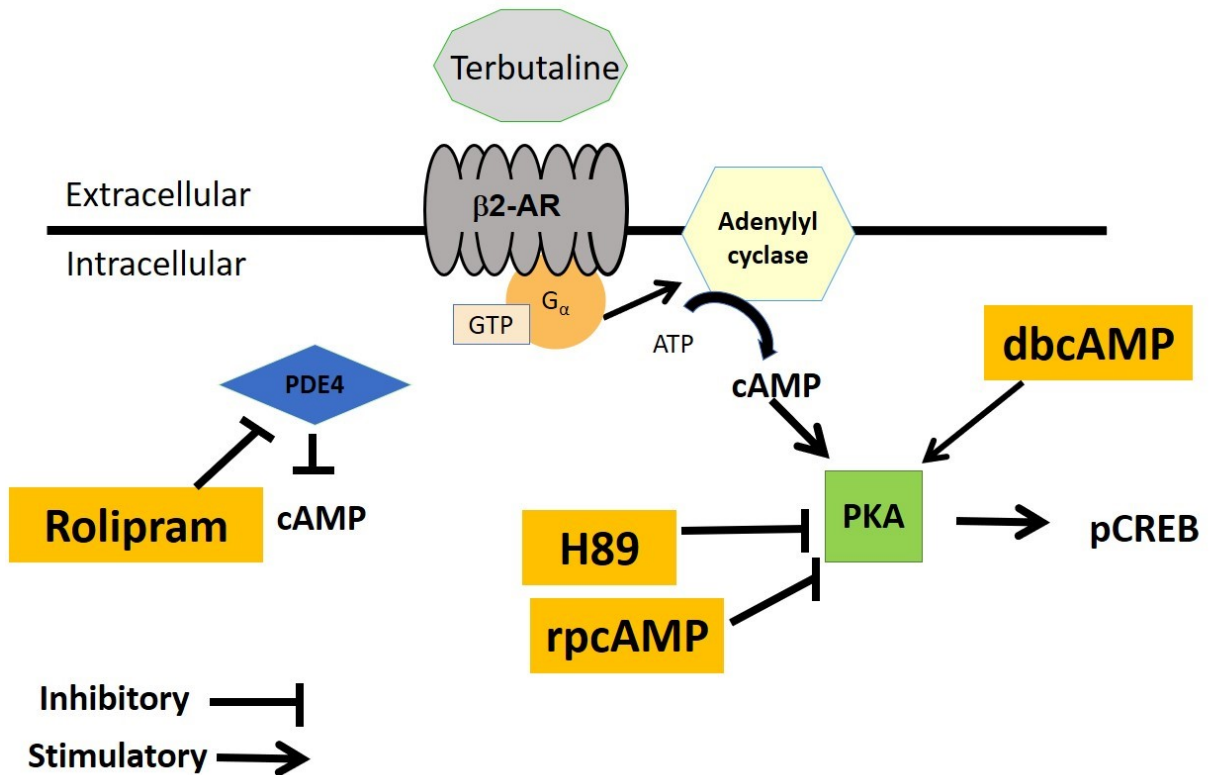 Terbutaline
Extracellular
β2-AR
Adenylyl
cyclase
Intracellular
Gα
GTP
ATP
dbcAMP
PDE4
cAMP
Rolipram
cAMP
PKA
pCREB
H89
rpcAMP
Inhibitory
Stimulatory